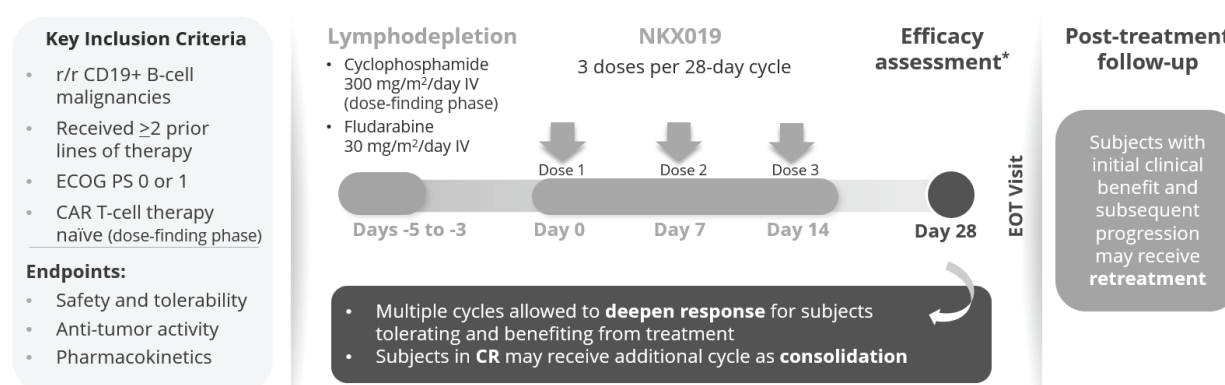 Key Inclusion Criteria
• r/r CD19+ B-cell
malignancies
• Received ≥2 prior
lines of therapy
• ECOG PS 0 or 1
• CAR T-cell therapy
naïve (dose-finding phase)
Endpoints:
• Safety and tolerability
• Anti-tumor activity
• Pharmacokinetics
Lymphodepletion
• Cyclophosphamide
300 mg/m²/day IV
(dose-finding phase)
• Fludarabine
30 mg/m²/day IV
NKX019
3 doses per 28-day cycle
Dose 1
Dose 2
Dose 3
Days -5 to -3
Day 0
Day 7
Day 14
Efficacy
assessment*
Day 28
EOT Visit
• Multiple cycles allowed to deepen response for subjects
tolerating and benefiting from treatment
• Subjects in CR may receive additional cycle as consolidation
Post-treatment
follow-up
Subjects with
initial clinical
benefit and
subsequent
progression
may receive
retreatment